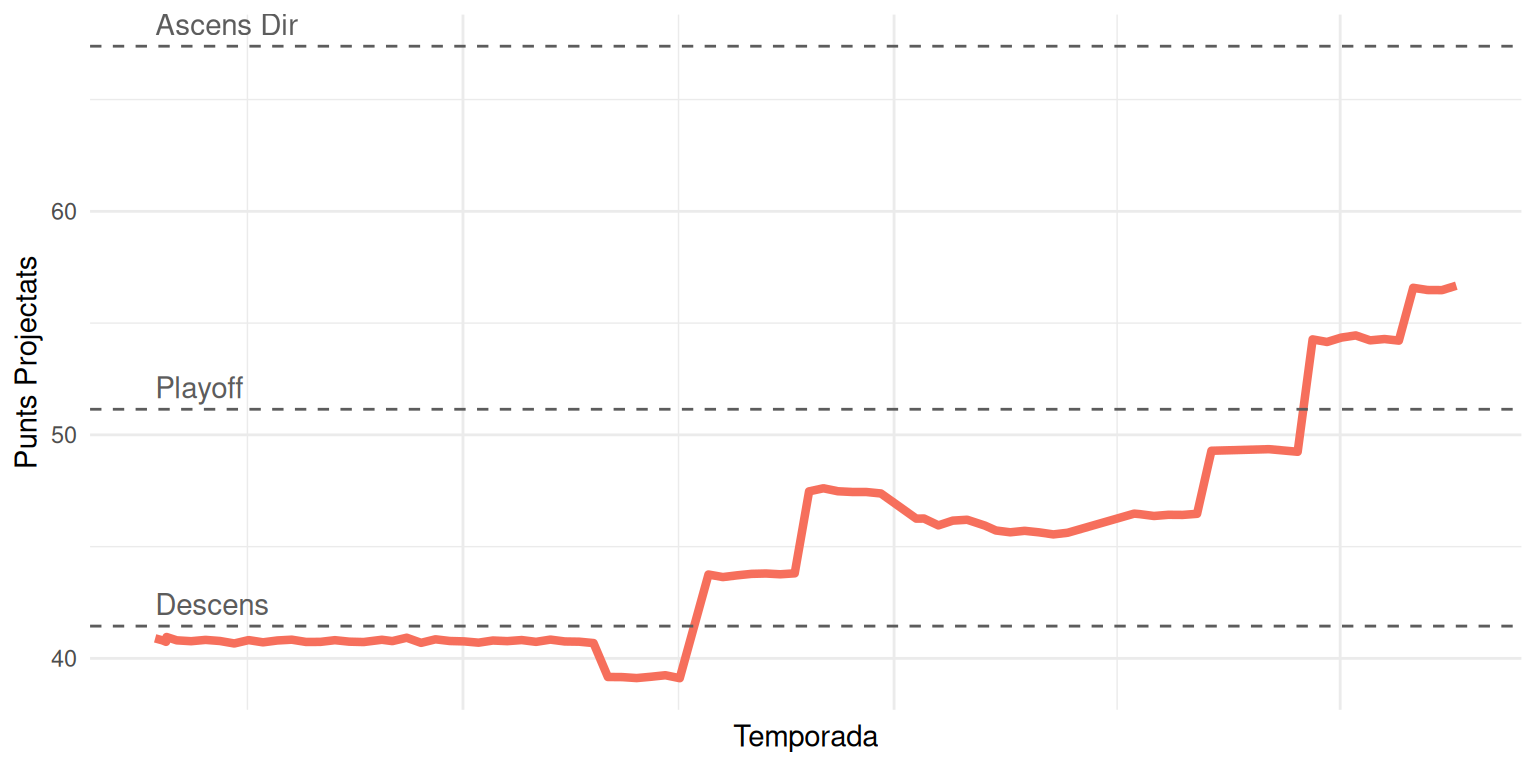 Ascens Dir
60
Playoff
50
Descens
40
Punts Projectats
Temporada